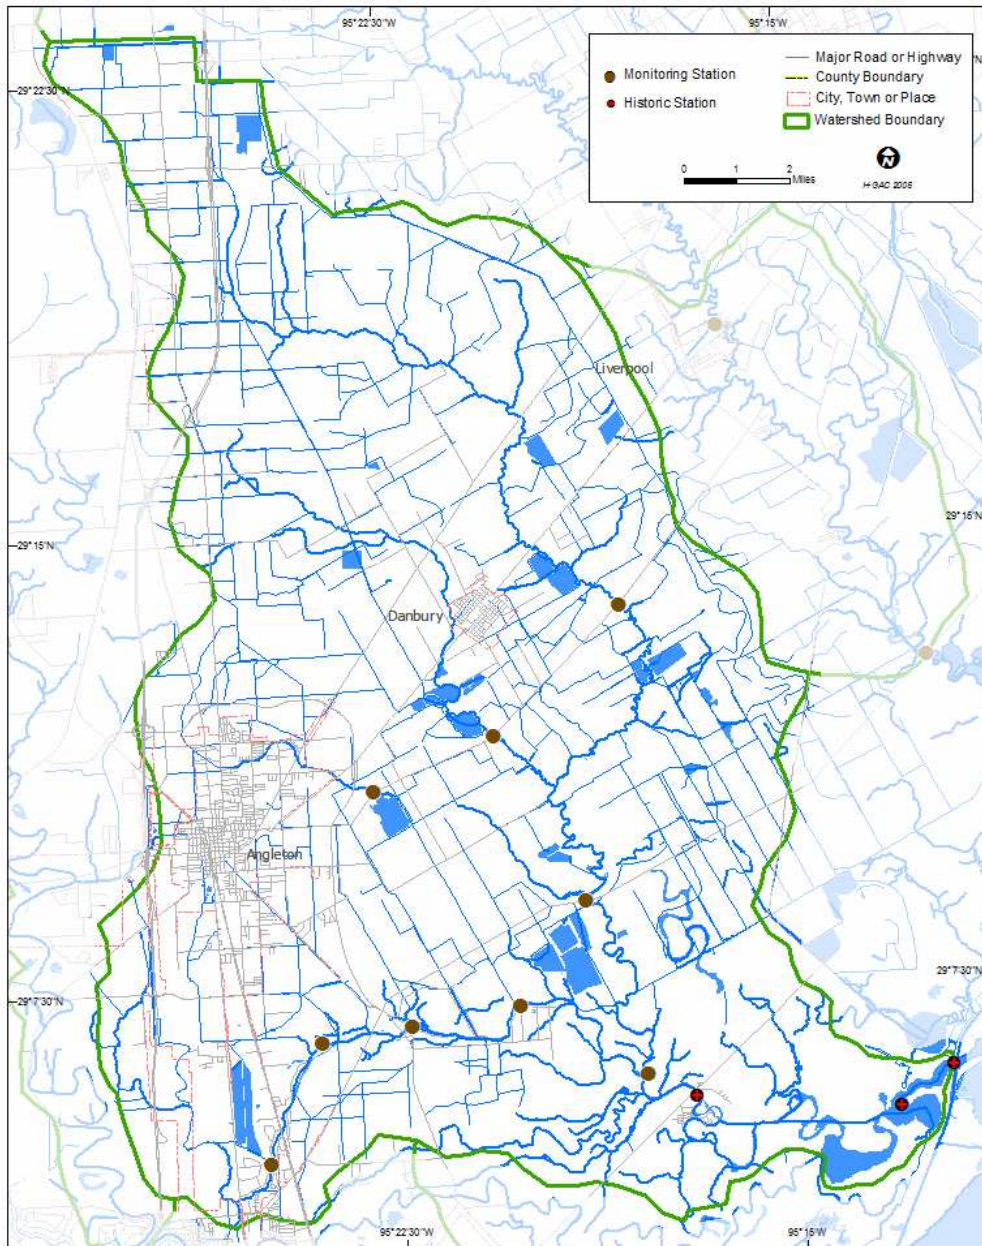 95°22'30"W
95°15'W
Monitoring Station
Historic Station
Major Road or Highway
County Boundary
City, Town or Place
Watershed Boundary
N
0 1 2
Miles
H-GAC 2005
29°22'30"N
Liverpool
29°15'N
29°15'N
Danbury
Angleton
29°7'30"N
29°7'30"N
95°22'30"W
95°15'W